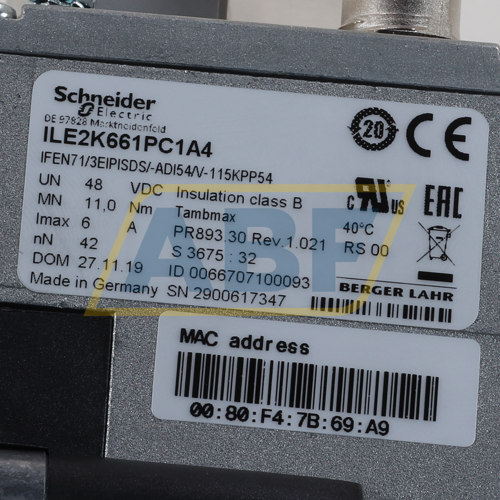 Schneider
Electric
DE 97828 Marktheidenfeld
ILE2K661PC1A4
IFEN71/3EIPISDS/-ADI54/V-115KPP54
UN 48 VDC Insulation class B
MN 11,0 Nm Tambmax 40°C
Imax 6 A PR893.30 Rev.1.021 RS 00
nN 42 S 3675 : 32
DOM 27.11.19 ID 0066707100093
Made in Germany SN 2900617347
20
c RU us
EAC
BERGER LAHR
ABF
MAC address
00:80:F4:7B:69:A9